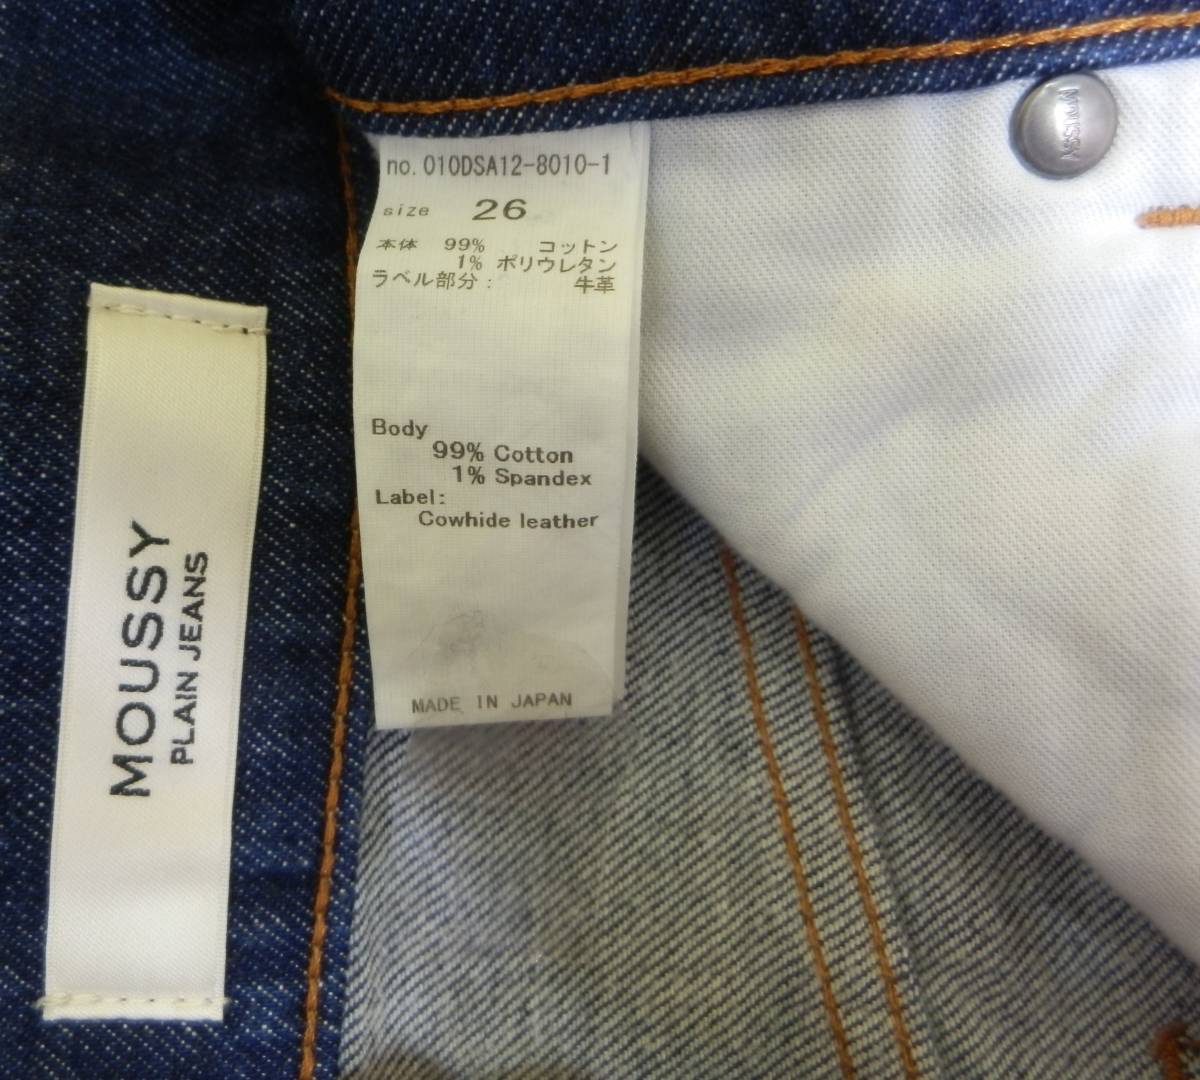 no. 010DSA12-8010-1
size 26
本体 99% コットン
1% ポリウレタン
ラベル部分: 牛革
Body
99% Cotton
1% Spandex
Label:
Cowhide leather
MADE IN JAPAN
MOUSSY
PLAIN JEANS
MOUSSY